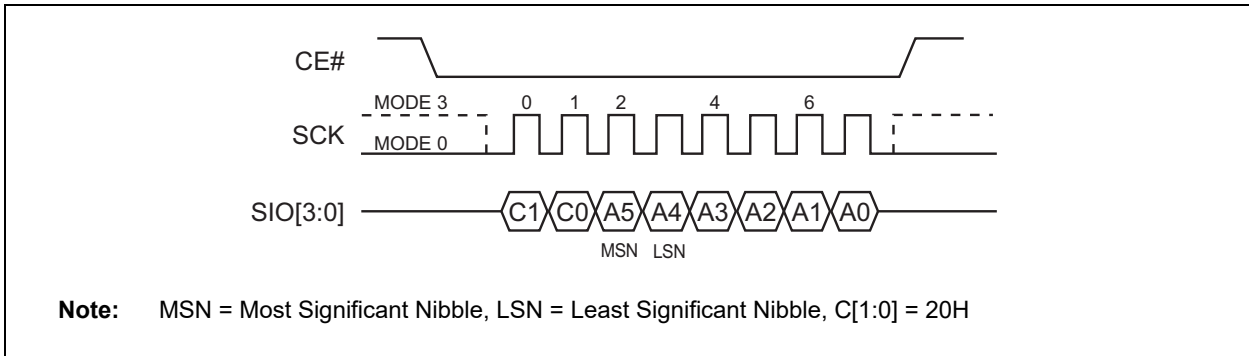 CE#
MODE 3 0 1 2 4 6
SCK
MODE 0
SIO[3:0] C1 C0 A5 A4 A3 A2 A1 A0
MSN LSN
Note: MSN = Most Significant Nibble, LSN = Least Significant Nibble, C[1:0] = 20H